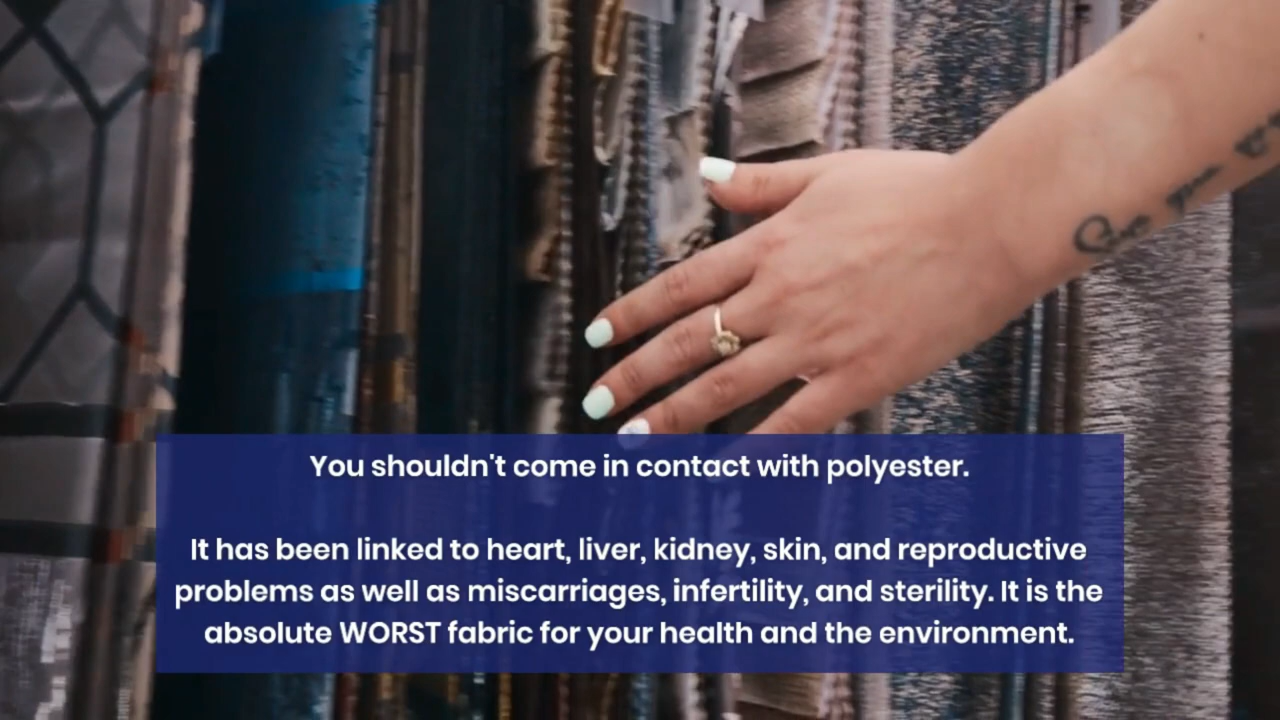 You shouldn't come in contact with polyester.
It has been linked to heart, liver, kidney, skin, and reproductive
problems as well as miscarriages, infertility, and sterility. It is the
absolute WORST fabric for your health and the environment.